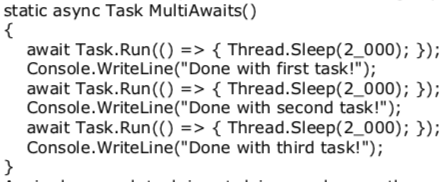 static async Task MultiAwaits()
{
await Task.Run(() => { Thread.Sleep(2_000); });
Console.WriteLine("Done with first task!");
await Task.Run(() => { Thread.Sleep(2_000); });
Console.WriteLine("Done with second task!");
await Task.Run(() => { Thread.Sleep(2_000); });
Console.WriteLine("Done with third task!");
}